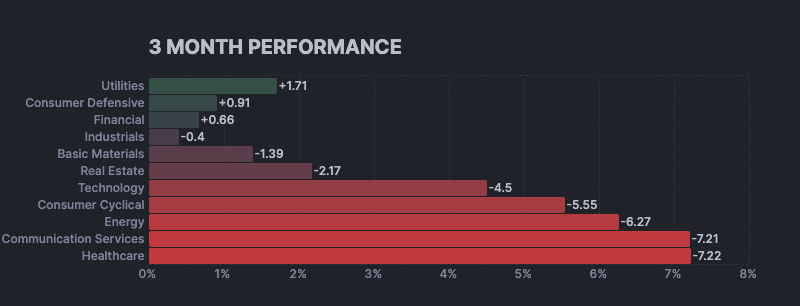 3 MONTH PERFORMANCE
Utilities +1.71
Consumer Defensive +0.91
Financial +0.66
Industrials -0.4
Basic Materials -1.39
Real Estate -2.17
Technology -4.5
Consumer Cyclical -5.55
Energy -6.27
Communication Services -7.21
Healthcare -7.22
0% 1% 2% 3% 4% 5% 6% 7% 8%